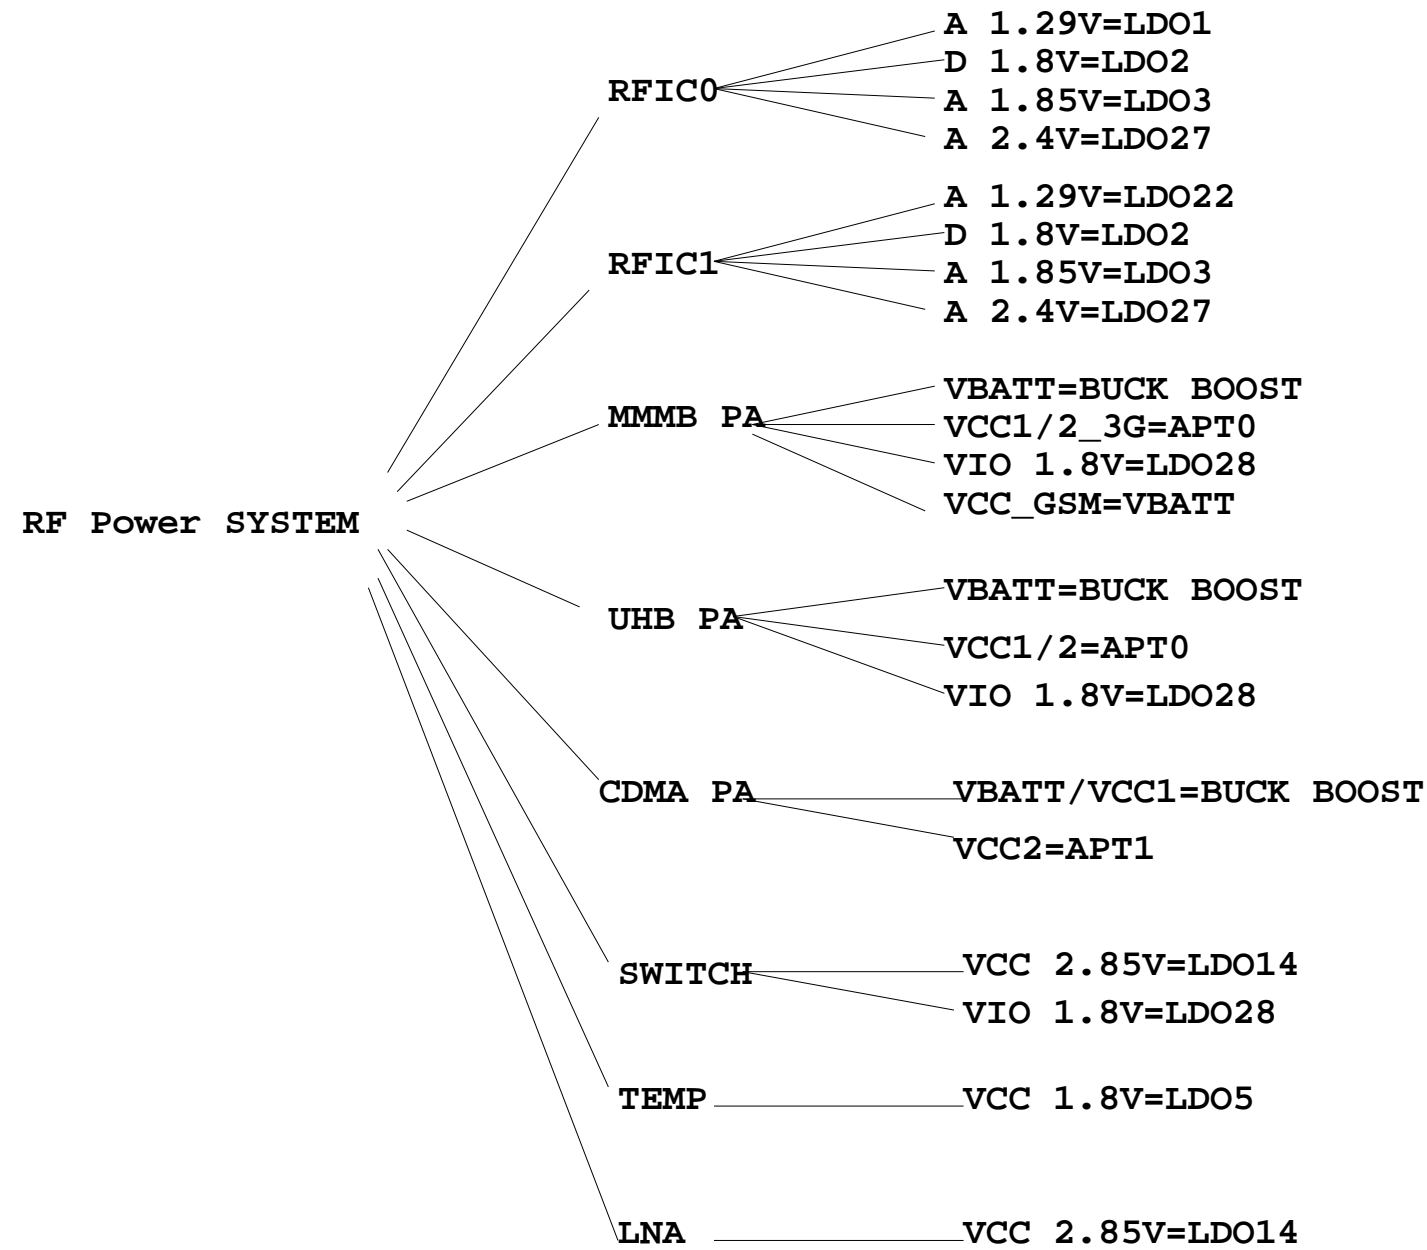 A 1.29V=LDO1
D 1.8V=LDO2
RFIC0
A 1.85V=LDO3
A 2.4V=LDO27
A 1.29V=LDO22
D 1.8V=LDO2
RFIC1
A 1.85V=LDO3
A 2.4V=LDO27
VBATT=BUCK BOOST
MMMB PA
VCC1/2_3G=APT0
VIO 1.8V=LDO28
VCC_GSM=VBATT
RF Power SYSTEM
VBATT=BUCK BOOST
UHB PA
VCC1/2=APT0
VIO 1.8V=LDO28
CDMA PA
VBATT/VCC1=BUCK BOOST
VCC2=APT1
SWITCH
VCC 2.85V=LDO14
VIO 1.8V=LDO28
TEMP
VCC 1.8V=LDO5
LNA
VCC 2.85V=LDO14